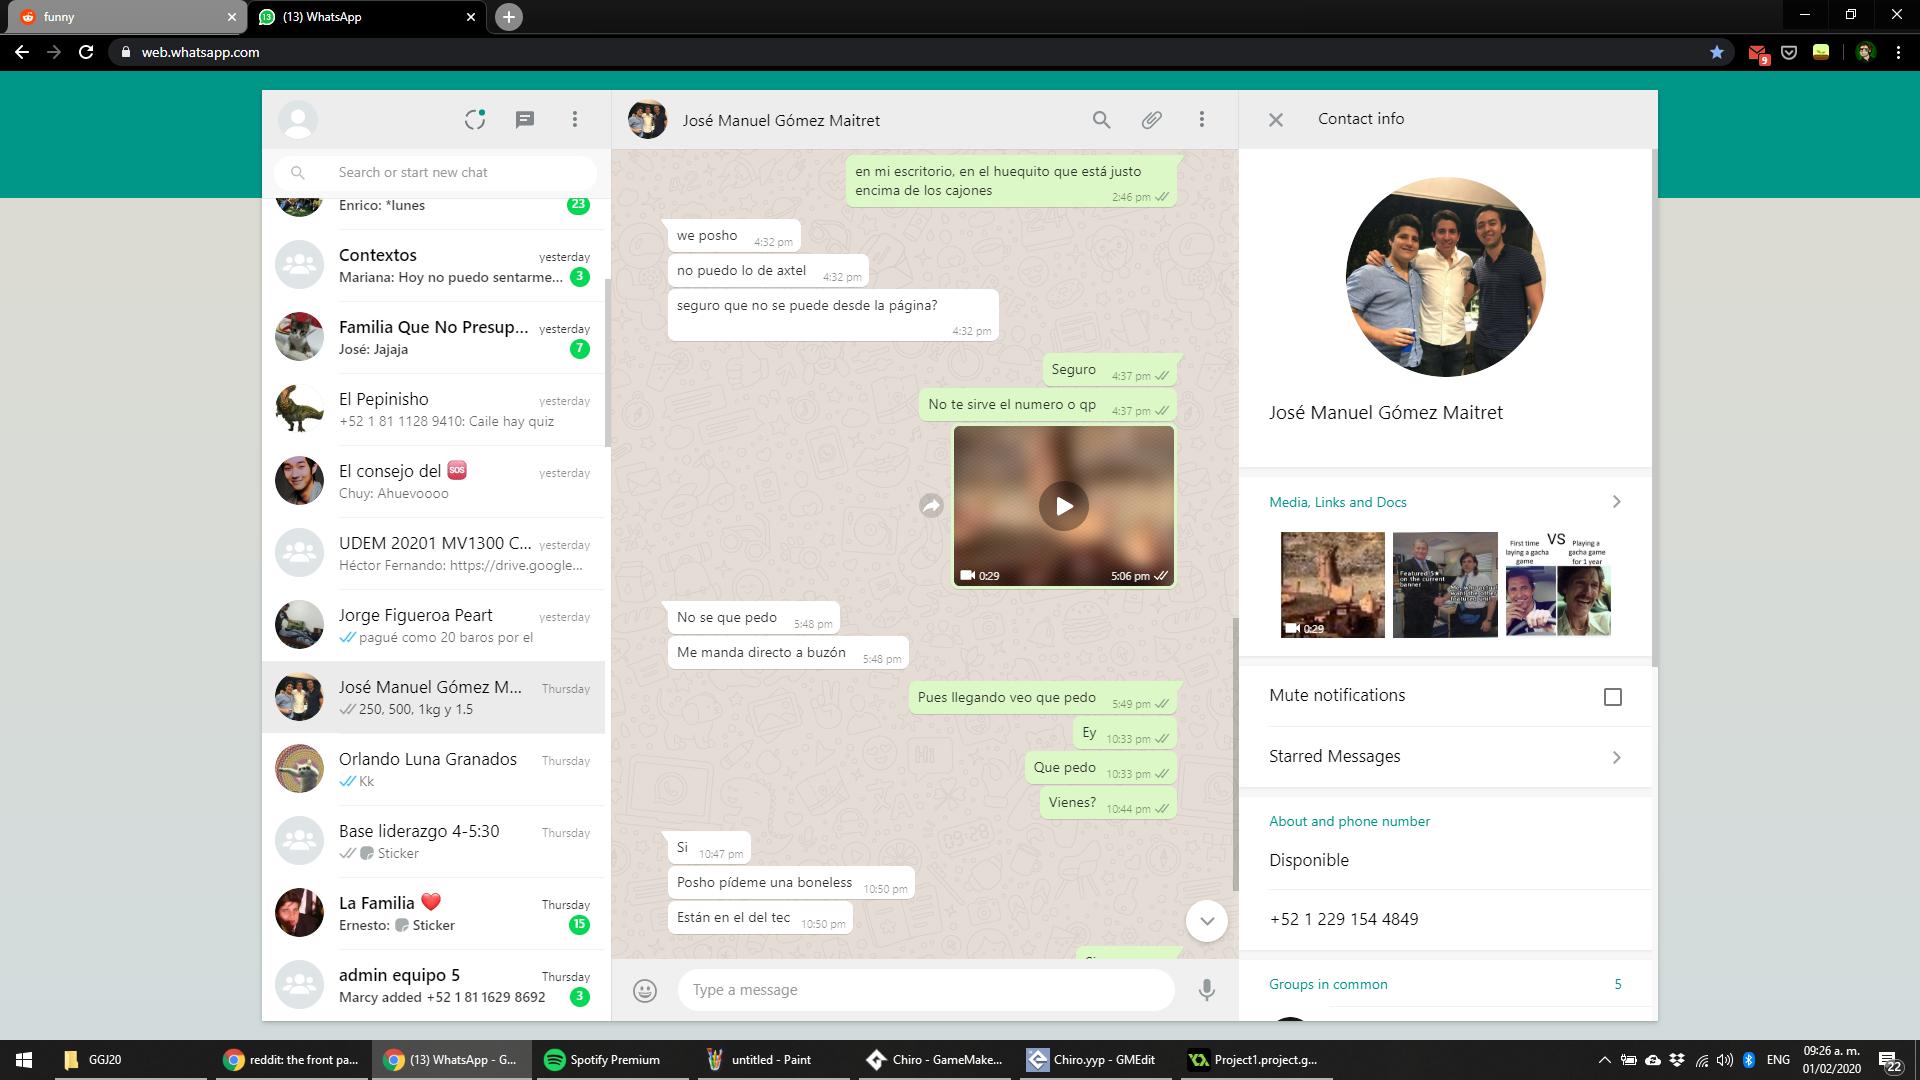 funny
(13) WhatsApp
web.whatsapp.com
9
José Manuel Gómez Maitret
Contact info
Search or start new chat
Enrico: *lunes
23
Contextos
yesterday
Mariana: Hoy no puedo sentarme...
3
Familia Que No Presup...
yesterday
José: Jajaja
7
El Pepinisho
yesterday
+52 1 81 1128 9410: Caile hay quiz
El consejo del 🆘
yesterday
Chuy: Ahuevoooo
UDEM 20201 MV1300 C...
yesterday
Héctor Fernando: https://drive.google...
Jorge Figueroa Peart
yesterday
pagué como 20 baros por el
José Manuel Gómez M...
Thursday
250, 500, 1kg y 1.5
Orlando Luna Granados
Thursday
Kk
Base liderazgo 4-5:30
Thursday
Sticker
La Familia ❤️
Thursday
Ernesto: Sticker
15
admin equipo 5
Thursday
Marcy added +52 1 81 1629 8692
3
en mi escritorio, en el huequito que está justo
encima de los cajones
2:46 pm
we posho
4:32 pm
no puedo lo de axtel
4:32 pm
seguro que no se puede desde la página?
4:32 pm
Seguro
4:37 pm
No te sirve el numero o qp
4:37 pm
0:29
5:06 pm
No se que pedo
5:48 pm
Me manda directo a buzón
5:48 pm
Pues llegando veo que pedo
5:49 pm
Ey
10:33 pm
Que pedo
10:33 pm
Vienes?
10:44 pm
Si
10:47 pm
Posho pídeme una boneless
10:50 pm
Están en el del tec
10:50 pm
Type a message
José Manuel Gómez Maitret
Media, Links and Docs
0:29
Featured 5★
on the current
banner
First time
laying a gacha
game
VS
Playing a
gacha game
for 1 year
Mute notifications
Starred Messages
About and phone number
Disponible
+52 1 229 154 4849
Groups in common
5
GGJ20
reddit: the front pa...
(13) WhatsApp - G...
Spotify Premium
untitled - Paint
Chiro - GameMake...
Chiro.yyp - GMEdit
Project1.project.g...
ENG
09:26 a. m.
01/02/2020
22